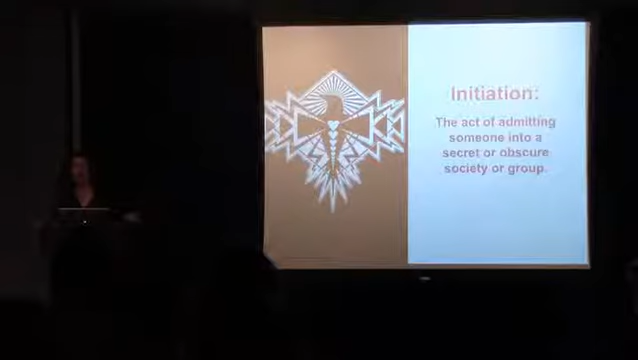 Initiation:
The act of admitting
someone into a
secret or obscure
society or group.